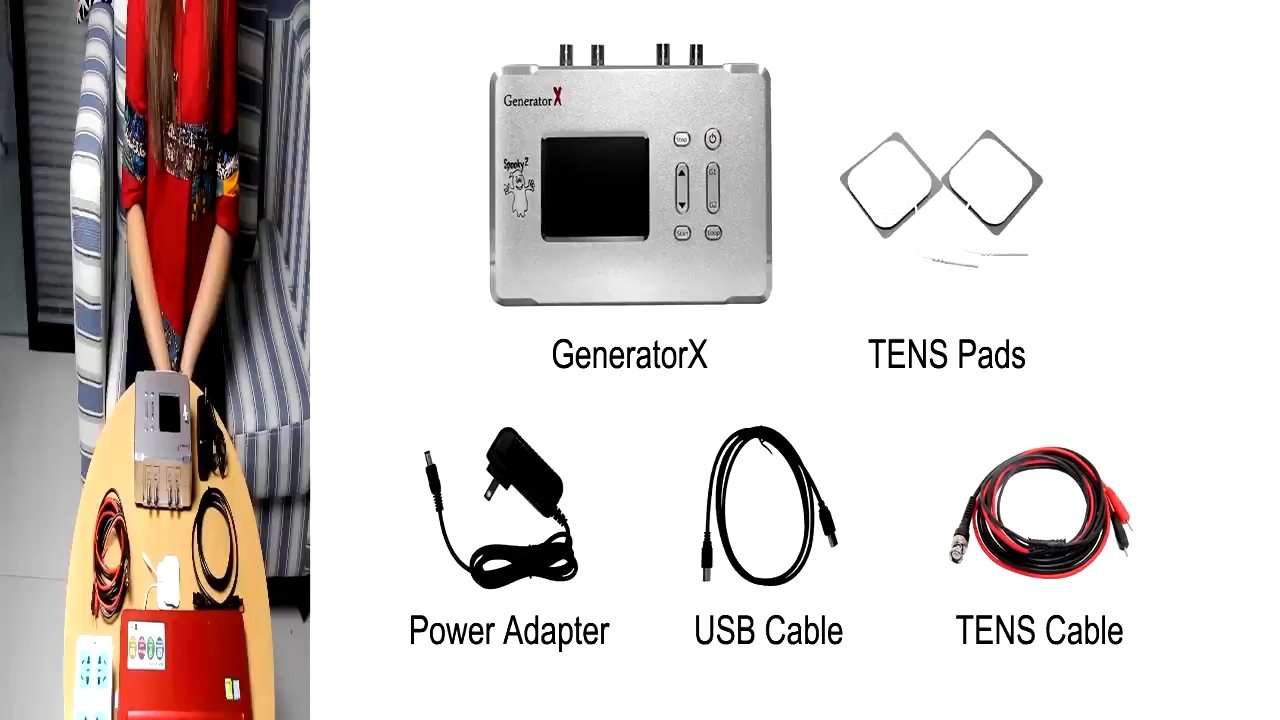 Generator X
Spooky2
Stop
G1
G2
Start
Loop
GeneratorX
TENS Pads
Power Adapter
USB Cable
TENS Cable